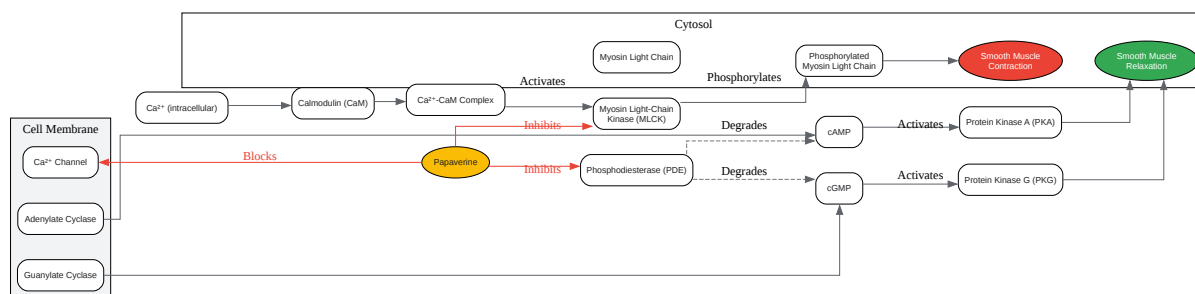 Cytosol
Myosin Light Chain
Phosphorylated
Myosin Light Chain
Smooth Muscle
Contraction
Smooth Muscle
Relaxation
Activates
Phosphorylates
Ca²⁺ (intracellular)
Calmodulin (CaM)
Ca²⁺-CaM Complex
Myosin Light-Chain
Kinase (MLCK)
Cell Membrane
Inhibits
Degrades
cAMP
Activates
Protein Kinase A (PKA)
Ca²⁺ Channel
Blocks
Papaverine
Inhibits
Phosphodiesterase (PDE)
Degrades
cGMP
Activates
Protein Kinase G (PKG)
Adenylate Cyclase
Guanylate Cyclase